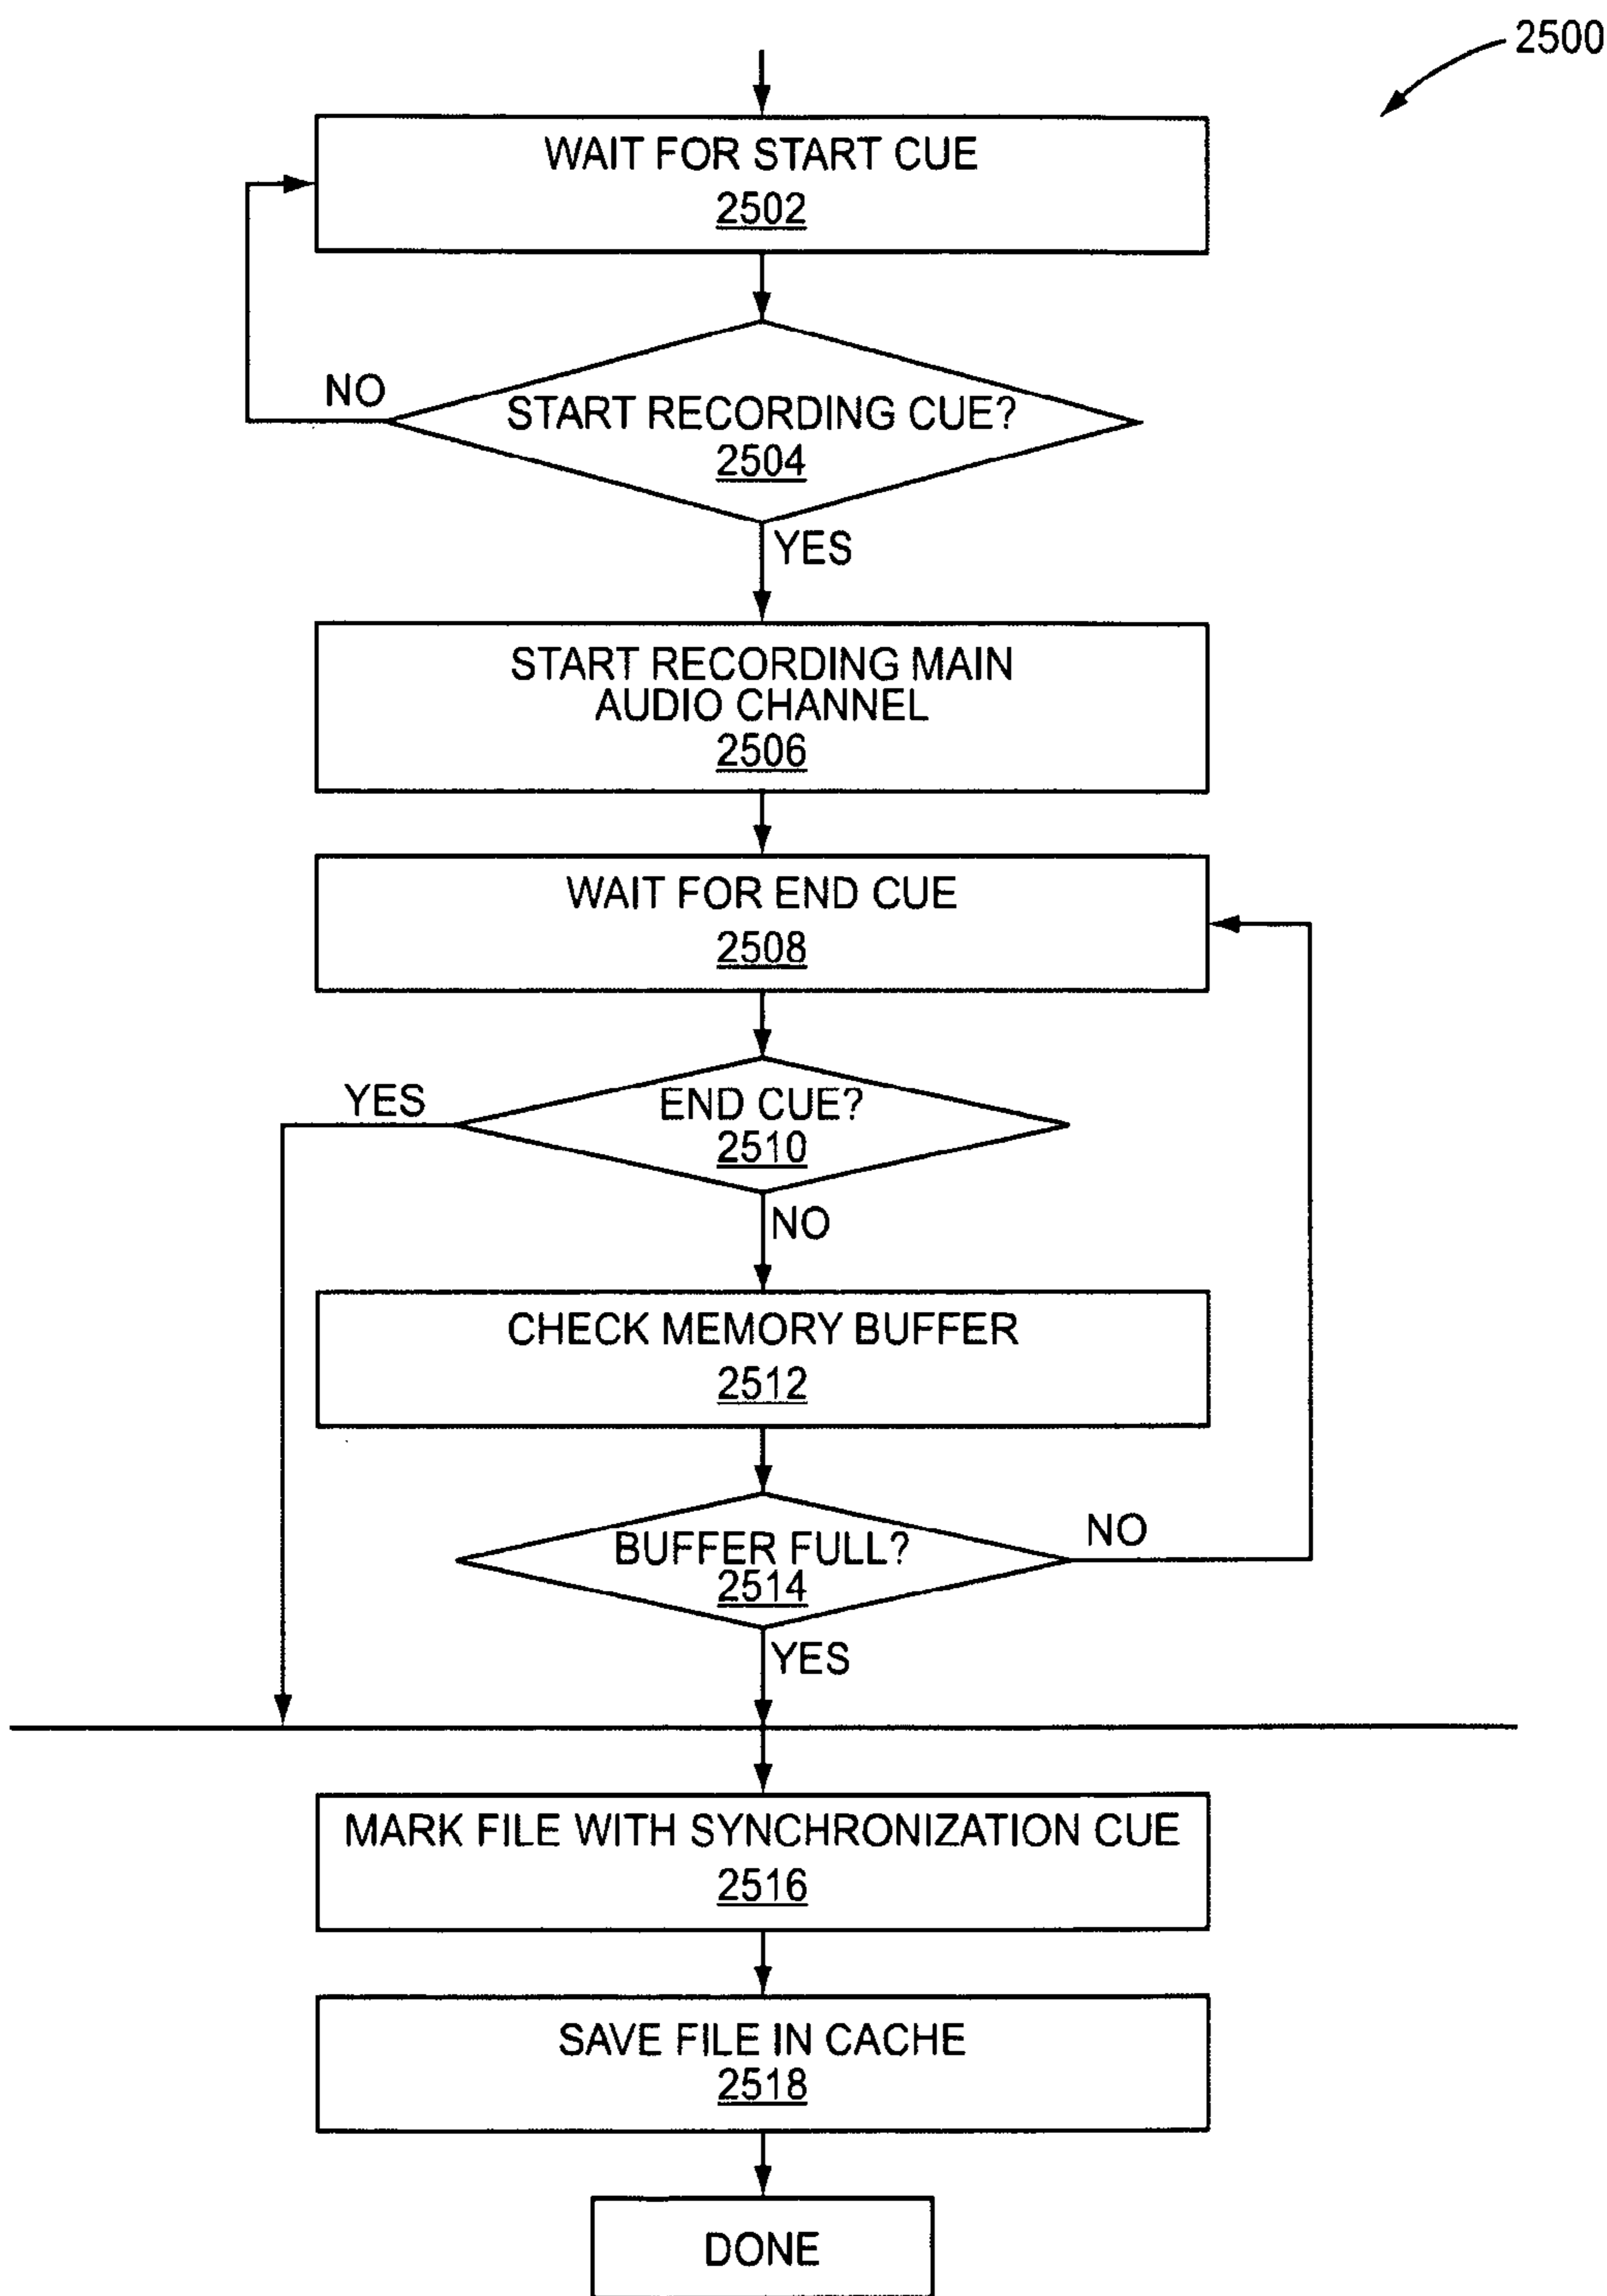 2500
WAIT FOR START CUE
2502
NO
START RECORDING CUE?
2504
YES
START RECORDING MAIN
AUDIO CHANNEL
2506
WAIT FOR END CUE
2508
YES
END CUE?
2510
NO
CHECK MEMORY BUFFER
2512
NO
BUFFER FULL?
2514
YES
MARK FILE WITH SYNCHRONIZATION CUE
2516
SAVE FILE IN CACHE
2518
DONE